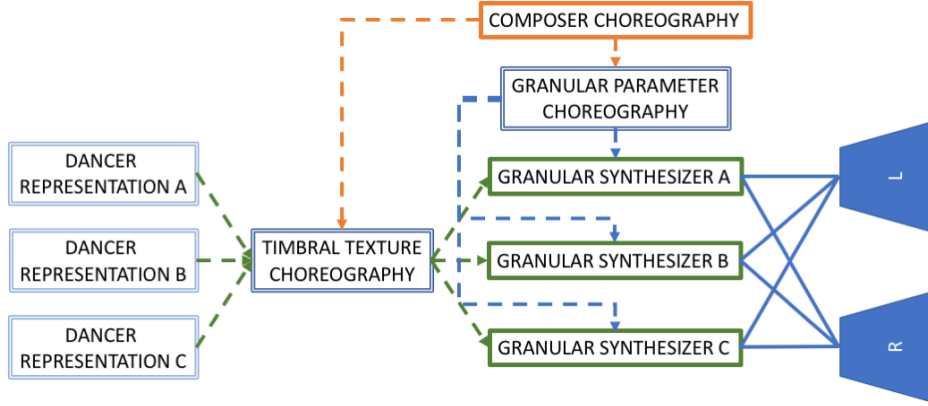 COMPOSER CHOREOGRAPHY
GRANULAR PARAMETER
CHOREOGRAPHY
DANCER
REPRESENTATION A
GRANULAR SYNTHESIZER A
L
DANCER
REPRESENTATION B
TIMBRAL TEXTURE
CHOREOGRAPHY
GRANULAR SYNTHESIZER B
DANCER
REPRESENTATION C
GRANULAR SYNTHESIZER C
R